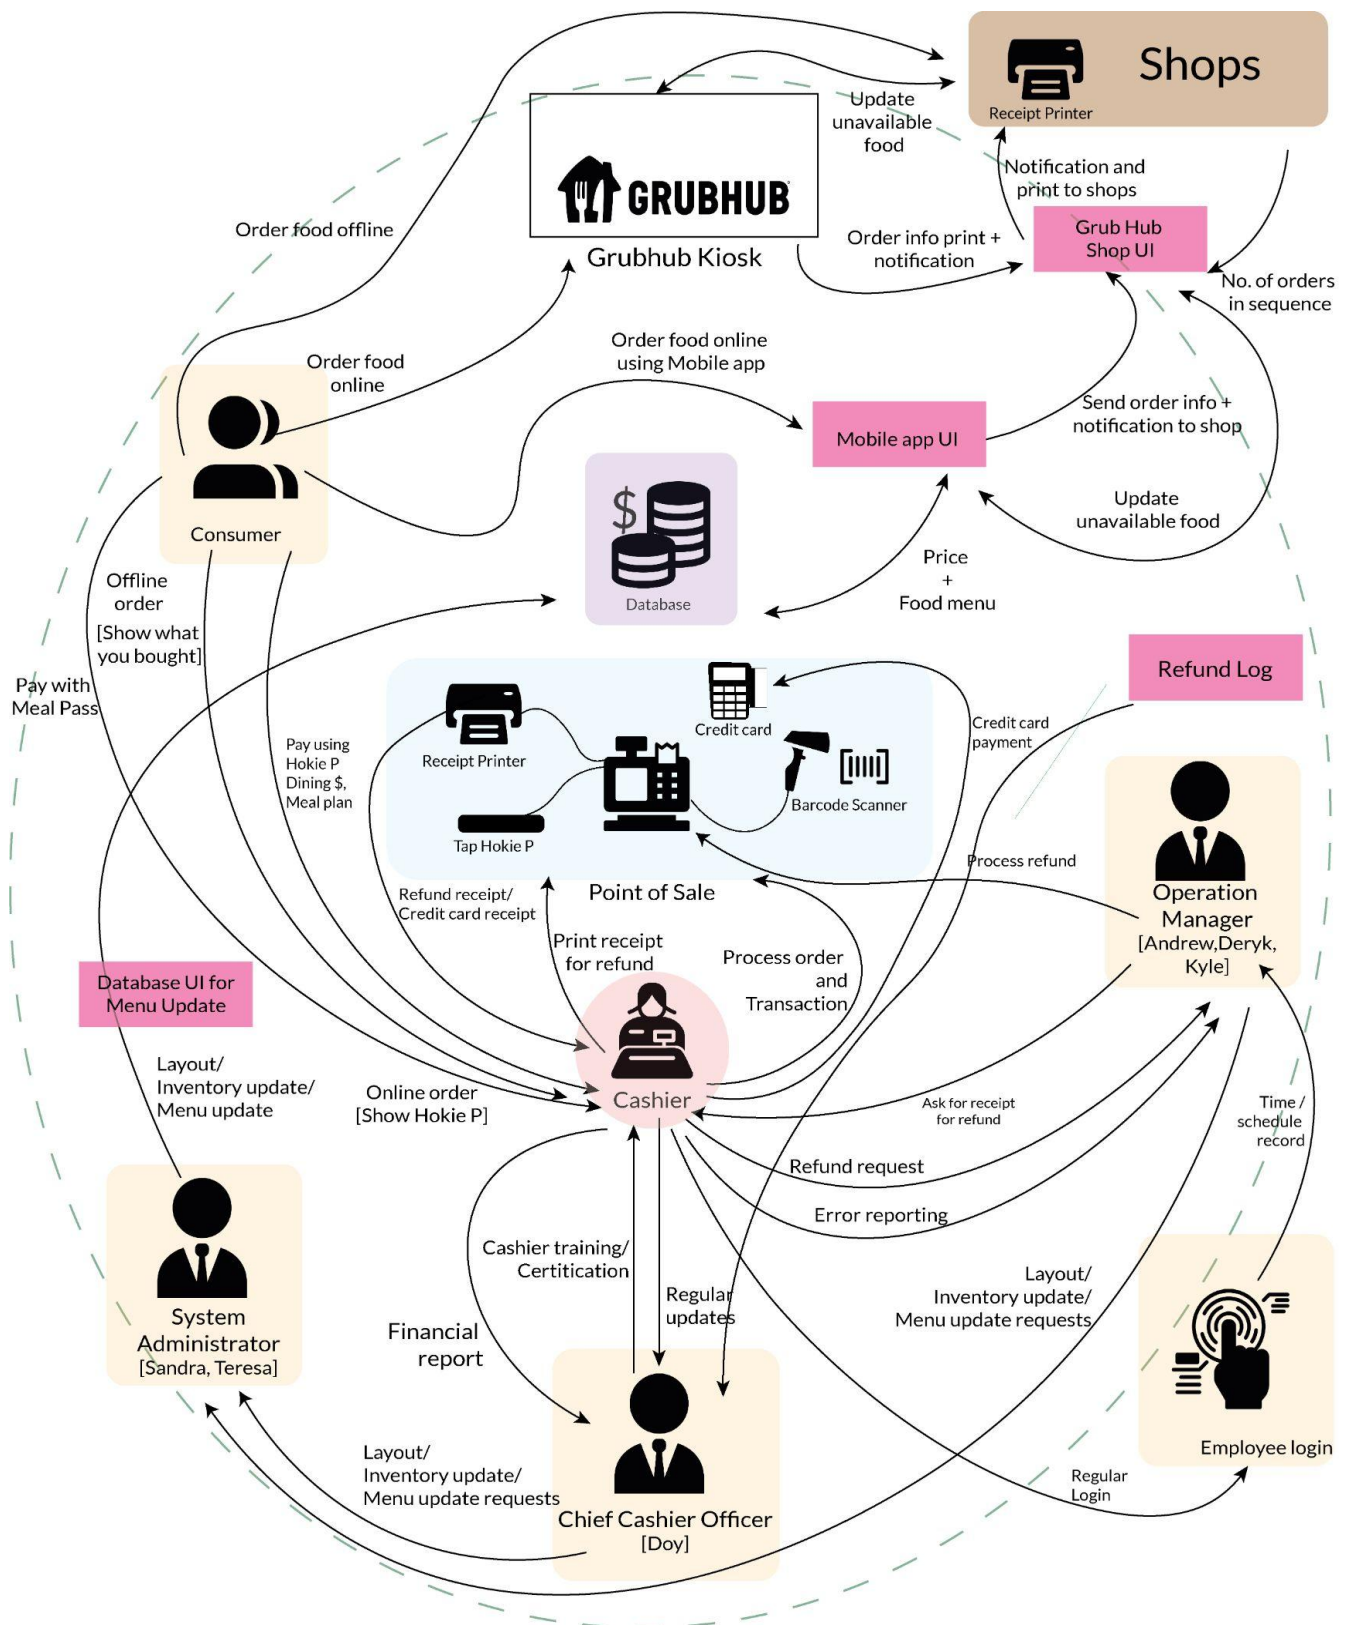 Shops
Receipt Printer
Update
unavailable
food
Notification and
print to shops
GRUBHUB
Grubhub Kiosk
Grub Hub
Shop UI
Order food offline
Order info print +
notification
No. of orders
in sequence
Order food
online
Order food online
using Mobile app
Mobile app UI
Send order info +
notification to shop
Consumer
$
Database
Update
unavailable food
Price
+
Food menu
Offline
order
[Show what
you bought]
Pay with
Meal Pass
Refund Log
Credit card
Credit card
payment
Receipt Printer
Pay using
Hokie P
Dining $,
Meal plan
Barcode Scanner
Tap Hokie P
Process refund
Point of Sale
Refund receipt/
Credit card receipt
Operation
Manager
[Andrew,Deryk,
Kyle]
Print receipt
for refund
Process order
and
Transaction
Database UI for
Menu Update
Layout/
Inventory update/
Menu update
Online order
[Show Hokie P]
Cashier
Ask for receipt
for refund
Time /
schedule
record
Refund request
Error reporting
Cashier training/
Certitication
Regular
updates
Layout/
Inventory update/
Menu update requests
System
Administrator
[Sandra, Teresa]
Financial
report
Layout/
Inventory update/
Menu update requests
Employee login
Regular
Login
Chief Cashier Officer
[Doy]